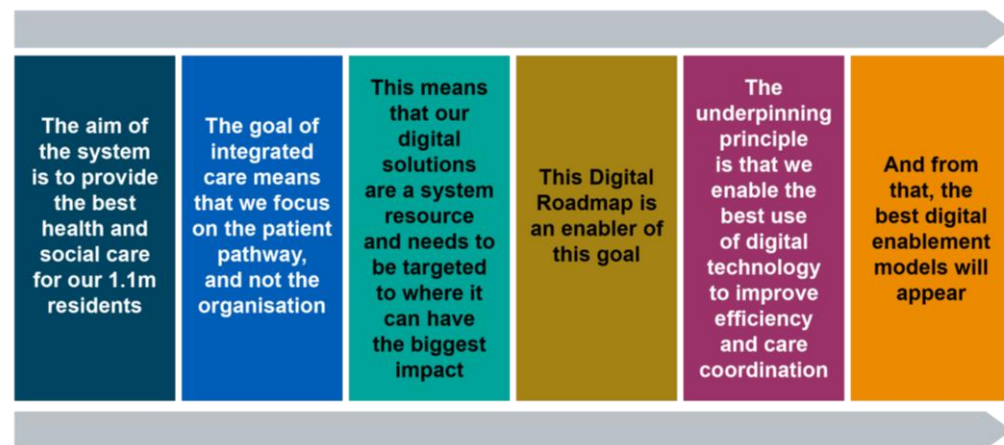 The aim of
the system
is to provide
the best
health and
social care
for our 1.1m
residents
The goal of
integrated
care means
that we focus
on the patient
pathway,
and not the
organisation
This means
that our
digital
solutions
are a system
resource
and needs to
be targeted
to where it
can have
the biggest
impact
This Digital
Roadmap is
an enabler of
this goal
The
underpinning
principle
is that we
enable the
best use
of digital
technology
to improve
efficiency
and care
coordination
And from
that, the
best digital
enablement
models will
appear